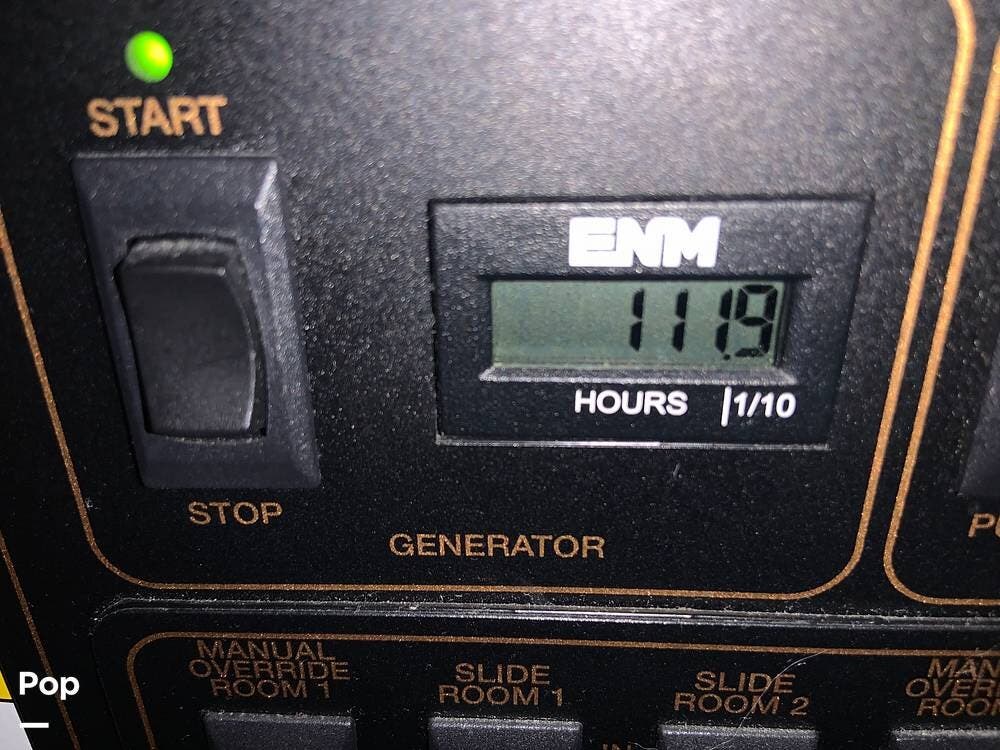 START
ENM
111.9
HOURS 1/10
STOP
GENERATOR
MANUAL
OVERRIDE
ROOM 1
SLIDE
ROOM 1
SLIDE
ROOM 2
Pop